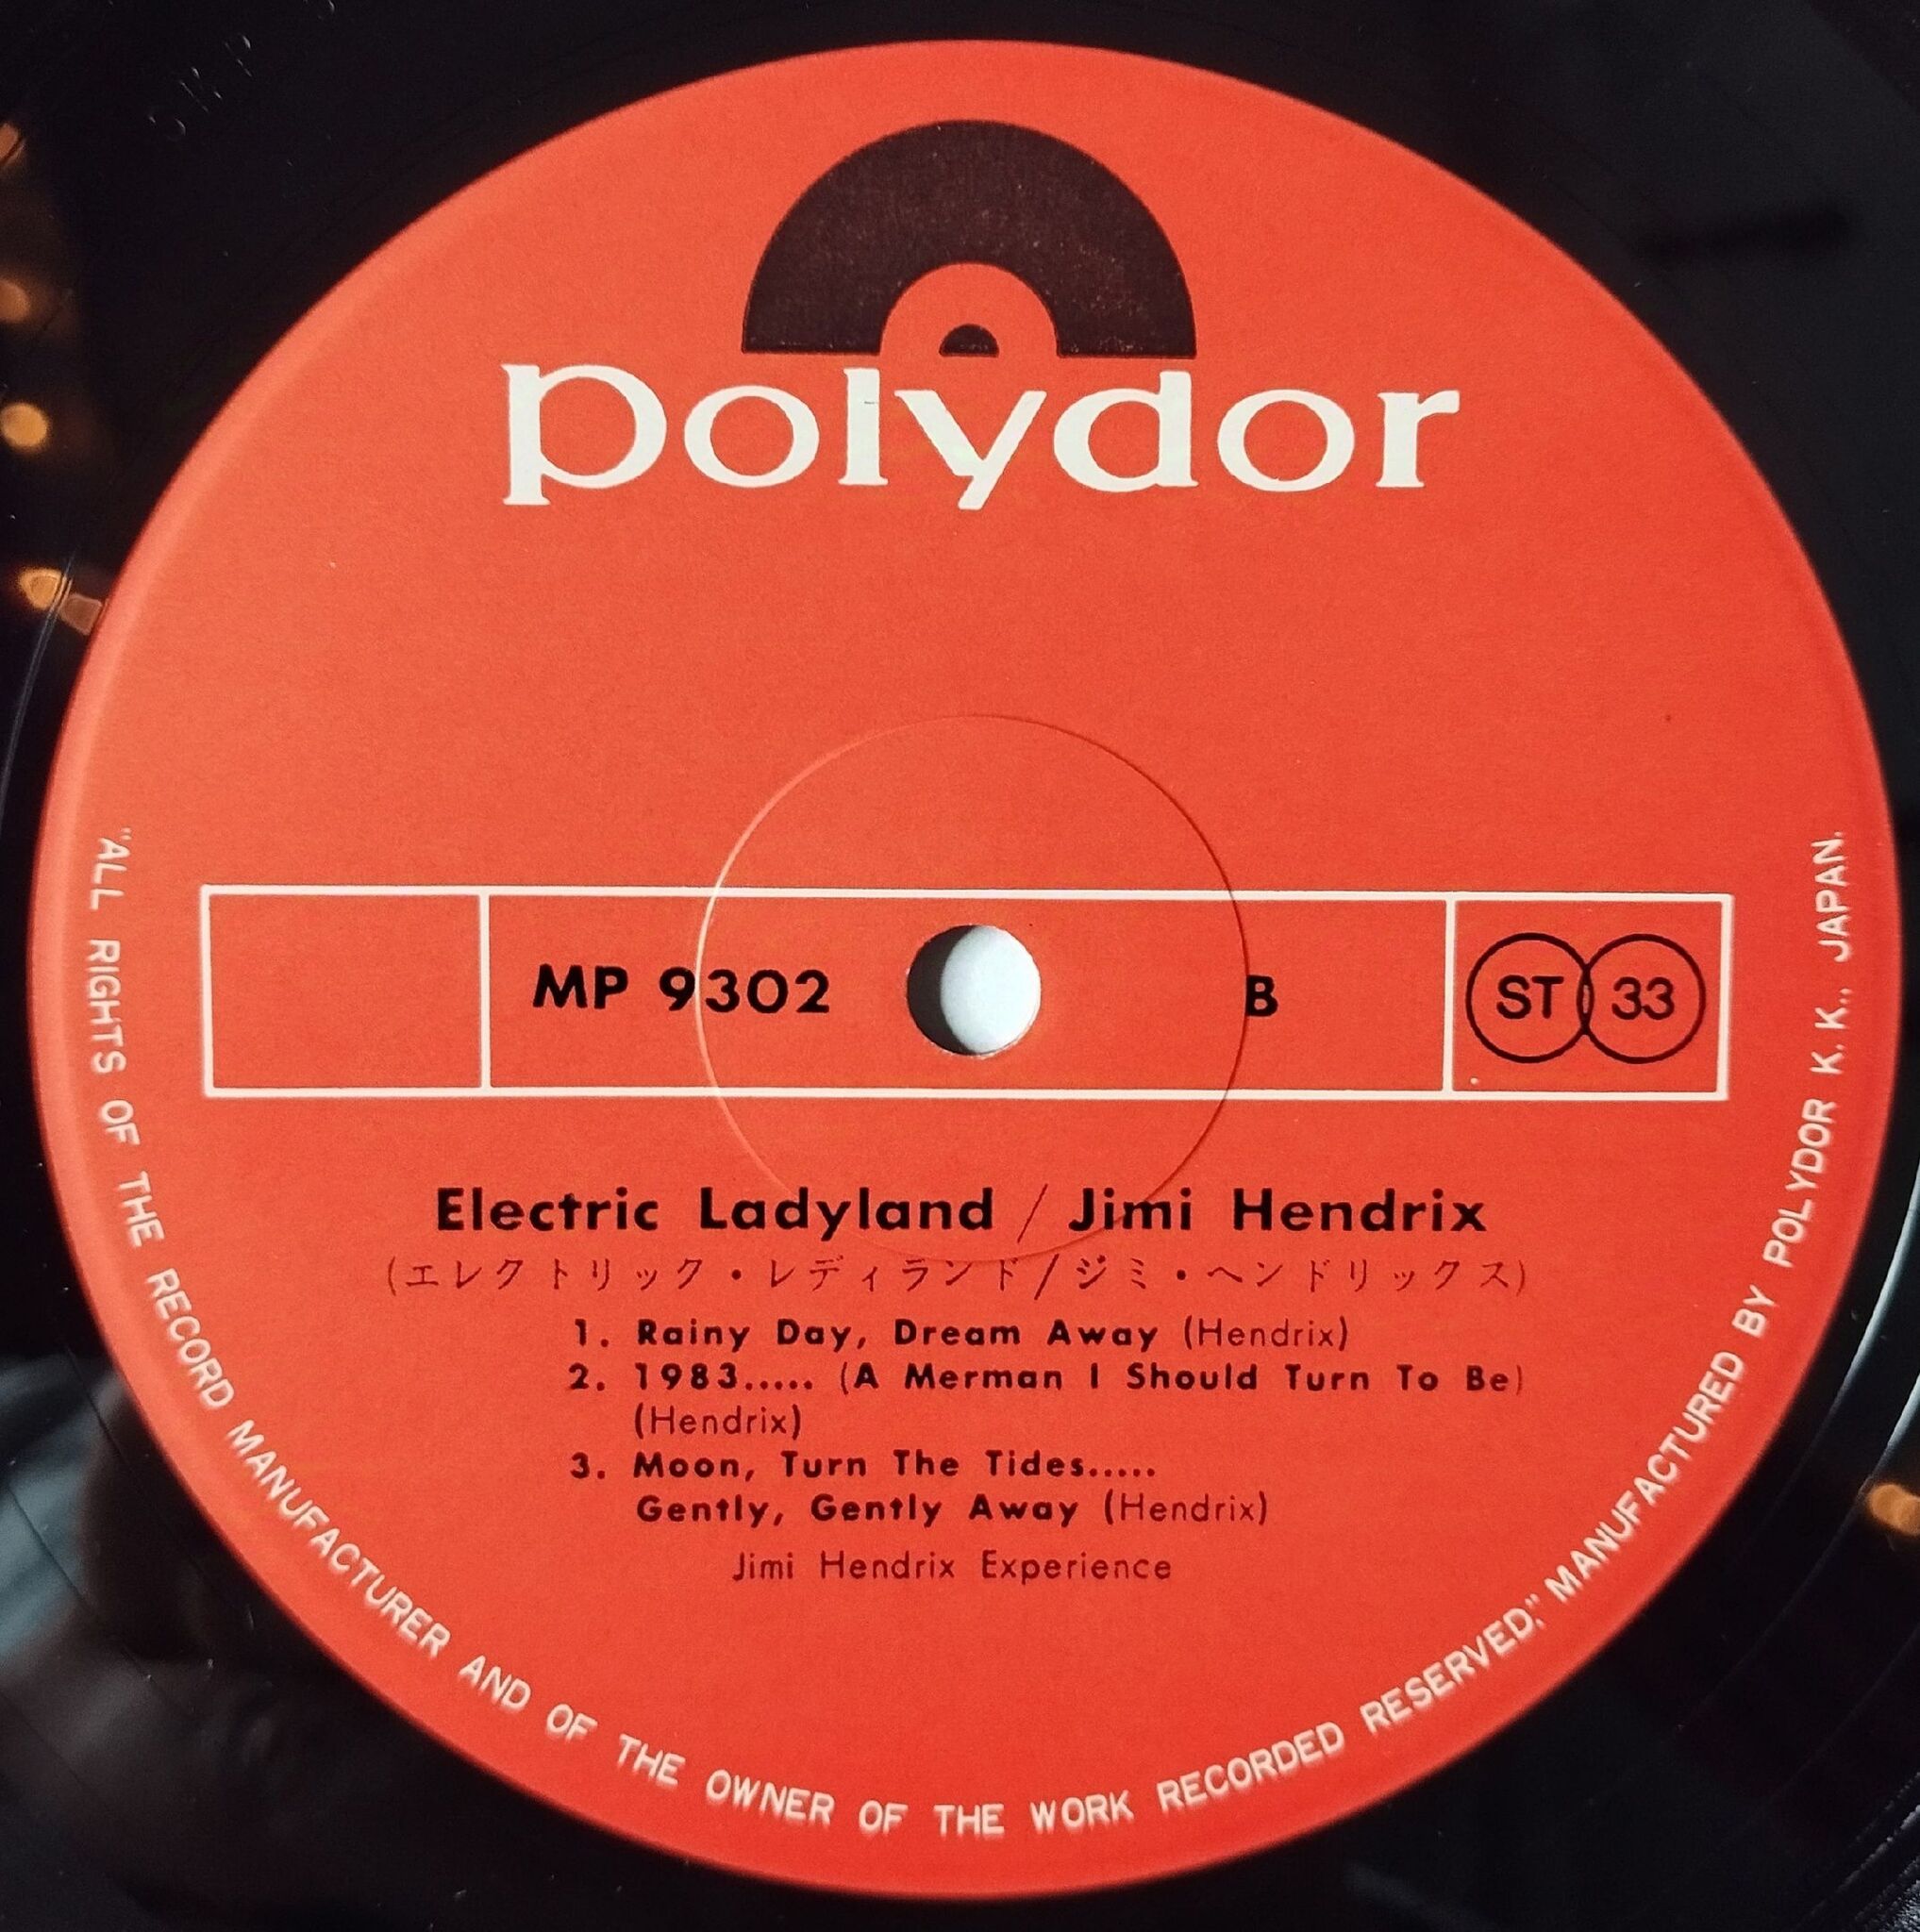 polydor
MP 9302 B ST 33
Electric Ladyland / Jimi Hendrix
(エレクトリック・レディランド/ジミ・ヘンドリックス)
1. Rainy Day, Dream Away (Hendrix)
2. 1983..... (A Merman I Should Turn To Be)
(Hendrix)
3. Moon, Turn The Tides.....
Gently, Gently Away (Hendrix)
Jimi Hendrix Experience
"ALL RIGHTS OF THE RECORD MANUFACTURER AND OF THE OWNER OF THE WORK RECORDED RESERVED." MANUFACTURED BY POLYDOR K. K., JAPAN.